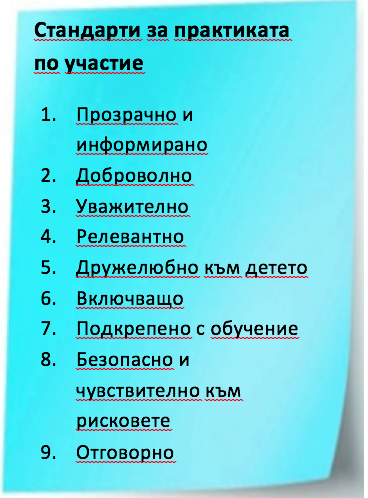 Стандарти за практиката
по участие
1. Прозрачно и
информирано
2. Доброволно
3. Уважително
4. Релевантно
5. Дружелюбно към детето
6. Включващо
7. Подкрепено с обучение
8. Безопасно и
чувствително към
рисковете
9. Отговорно